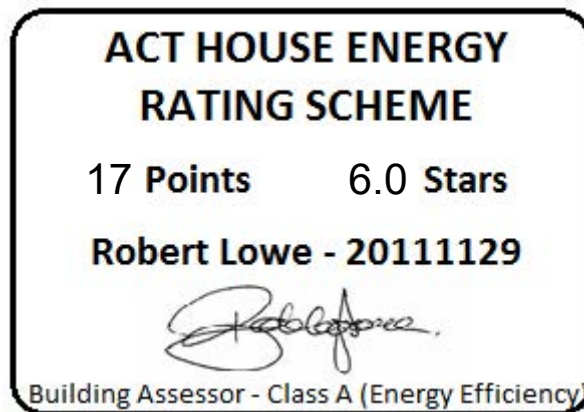 ACT HOUSE ENERGY
RATING SCHEME
17 Points 6.0 Stars
Robert Lowe - 20111129
Building Assessor - Class A (Energy Efficiency)